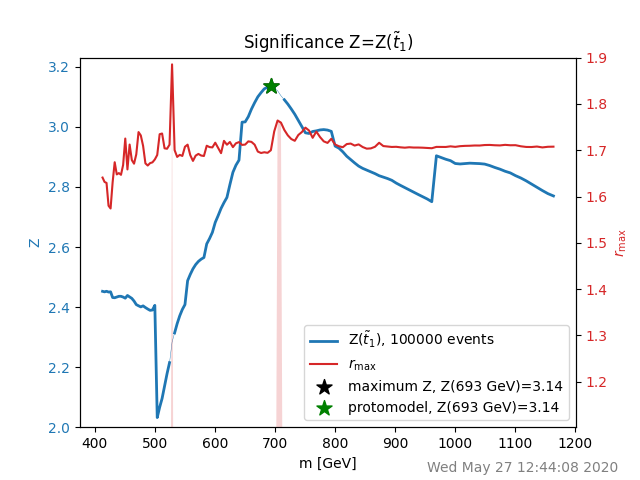 Significance Z=Z(t̃₁)
3.2
3.0
2.8
2.6
2.4
2.2
2.0
Z
1.9
1.8
1.7
1.6
1.5
1.4
1.3
1.2
r_max
Z(t̃₁), 100000 events
r_max
maximum Z, Z(693 GeV)=3.14
protomodel, Z(693 GeV)=3.14
400 500 600 700 800 900 1000 1100 1200
m [GeV]
Wed May 27 12:44:08 2020